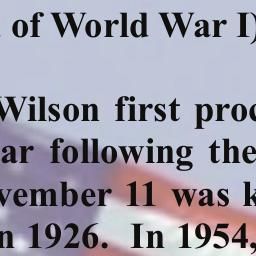 of World War I)
Wilson first proc
ar following the
vember 11 was k
n 1926. In 1954,